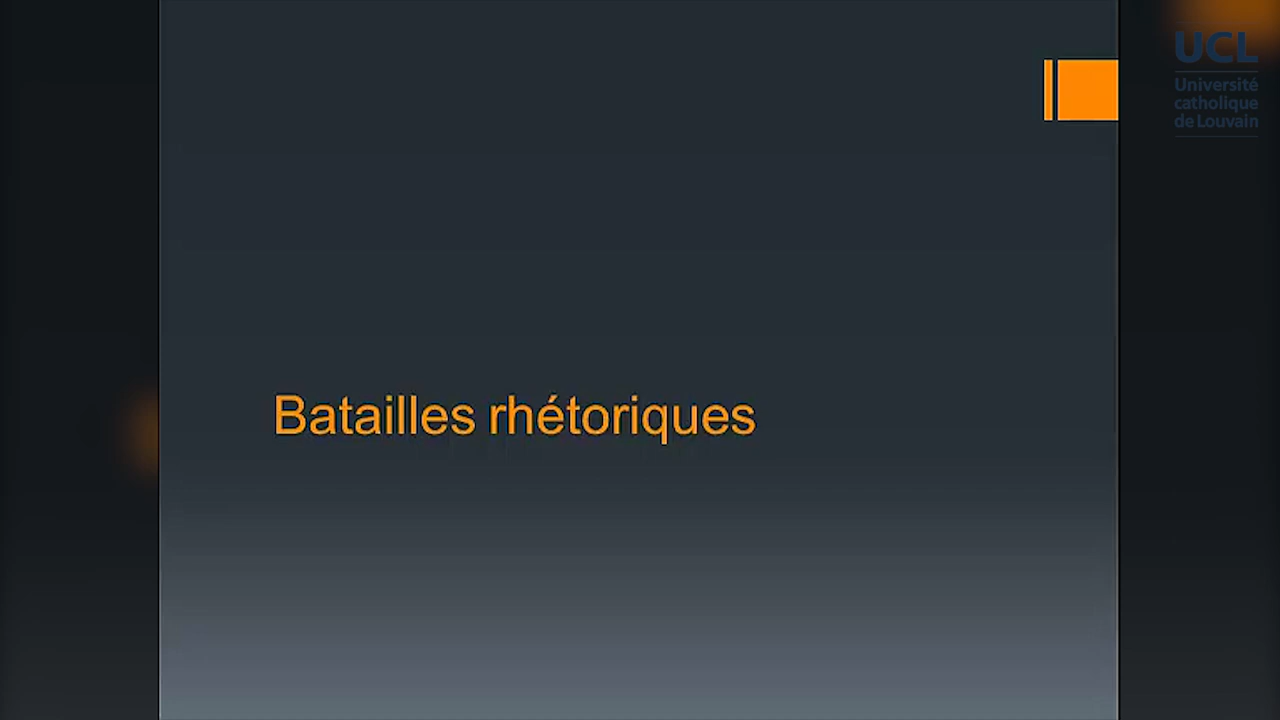 UCL
Université
catholique
de Louvain
Batailles rhétoriques